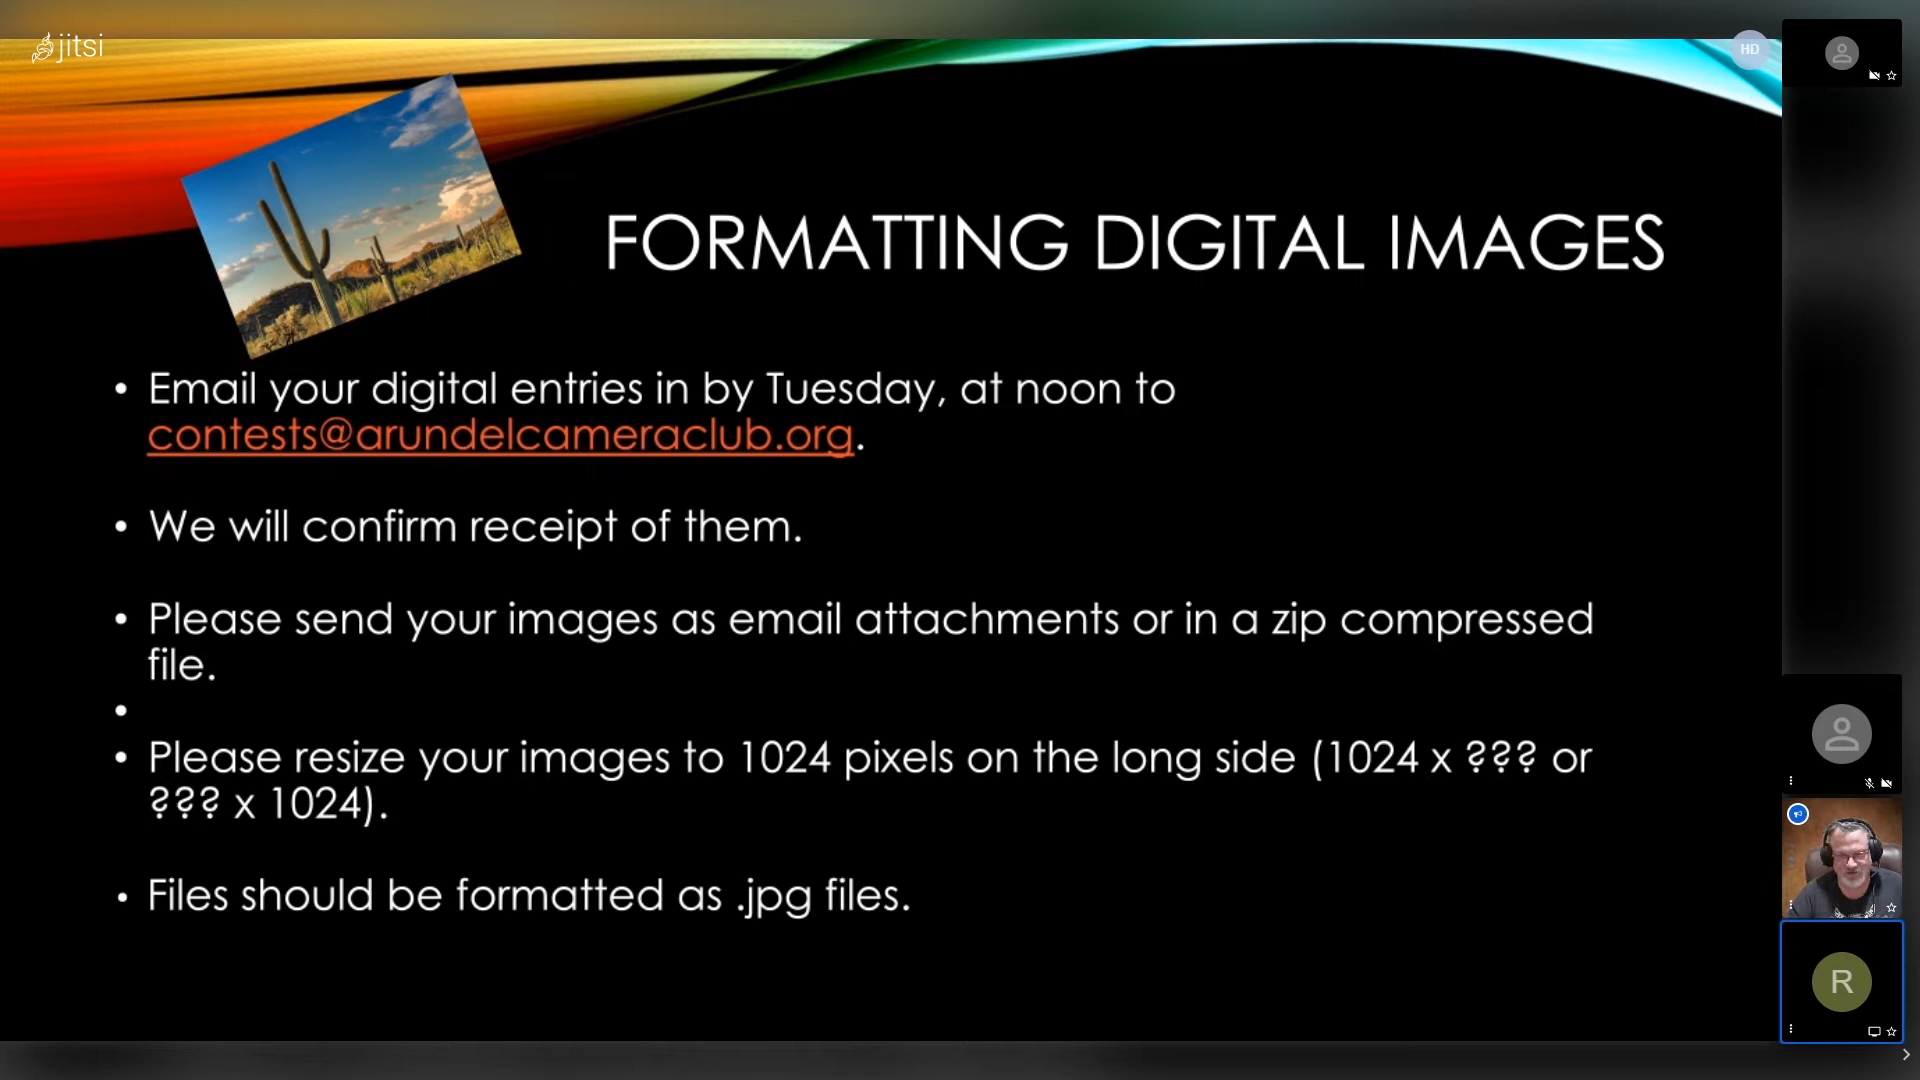 jitsi
HD
FORMATTING DIGITAL IMAGES
• Email your digital entries in by Tuesday, at noon to
contests@arundelcameraclub.org.
• We will confirm receipt of them.
• Please send your images as email attachments or in a zip compressed
file.
•
• Please resize your images to 1024 pixels on the long side (1024 x ??? or
??? x 1024).
• Files should be formatted as .jpg files.
R